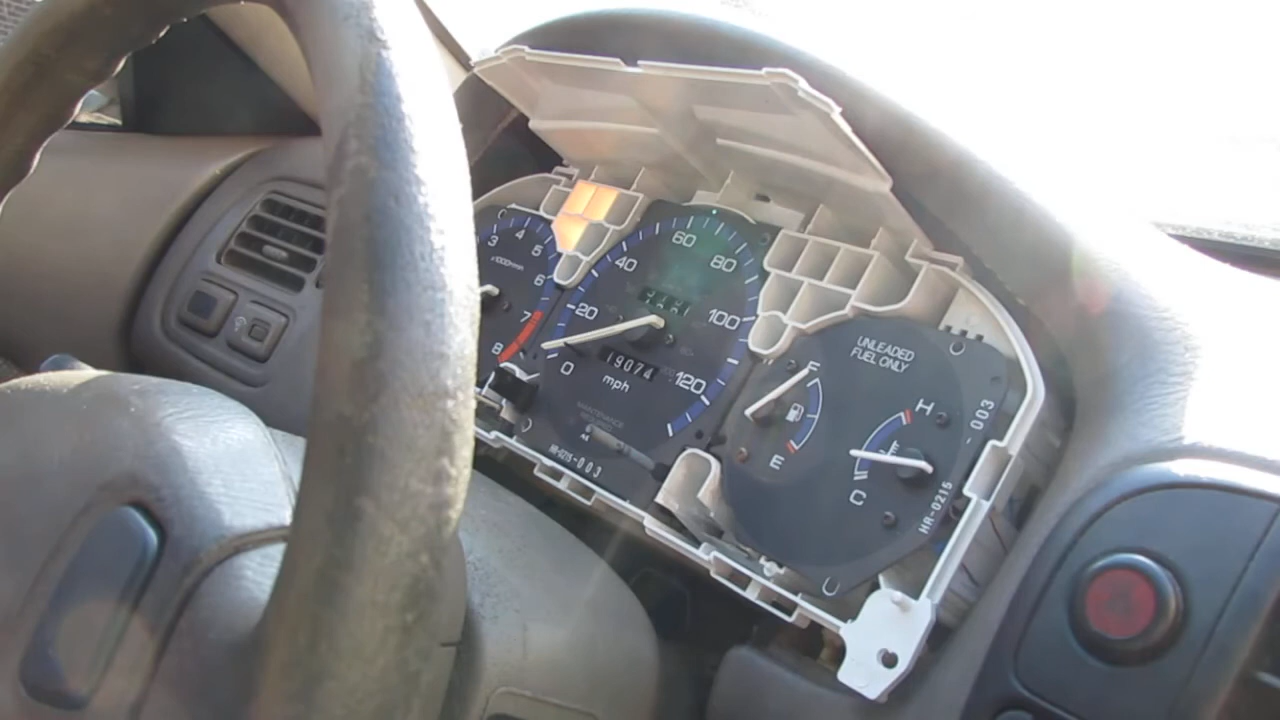 3
4
5
6
7
8
x1000r/min
0
20
40
60
80
100
120
19074
mph
MAINTENANCE
HR-0215-003
UNLEADED
FUEL ONLY
F
E
H
C
HR-0215 -003